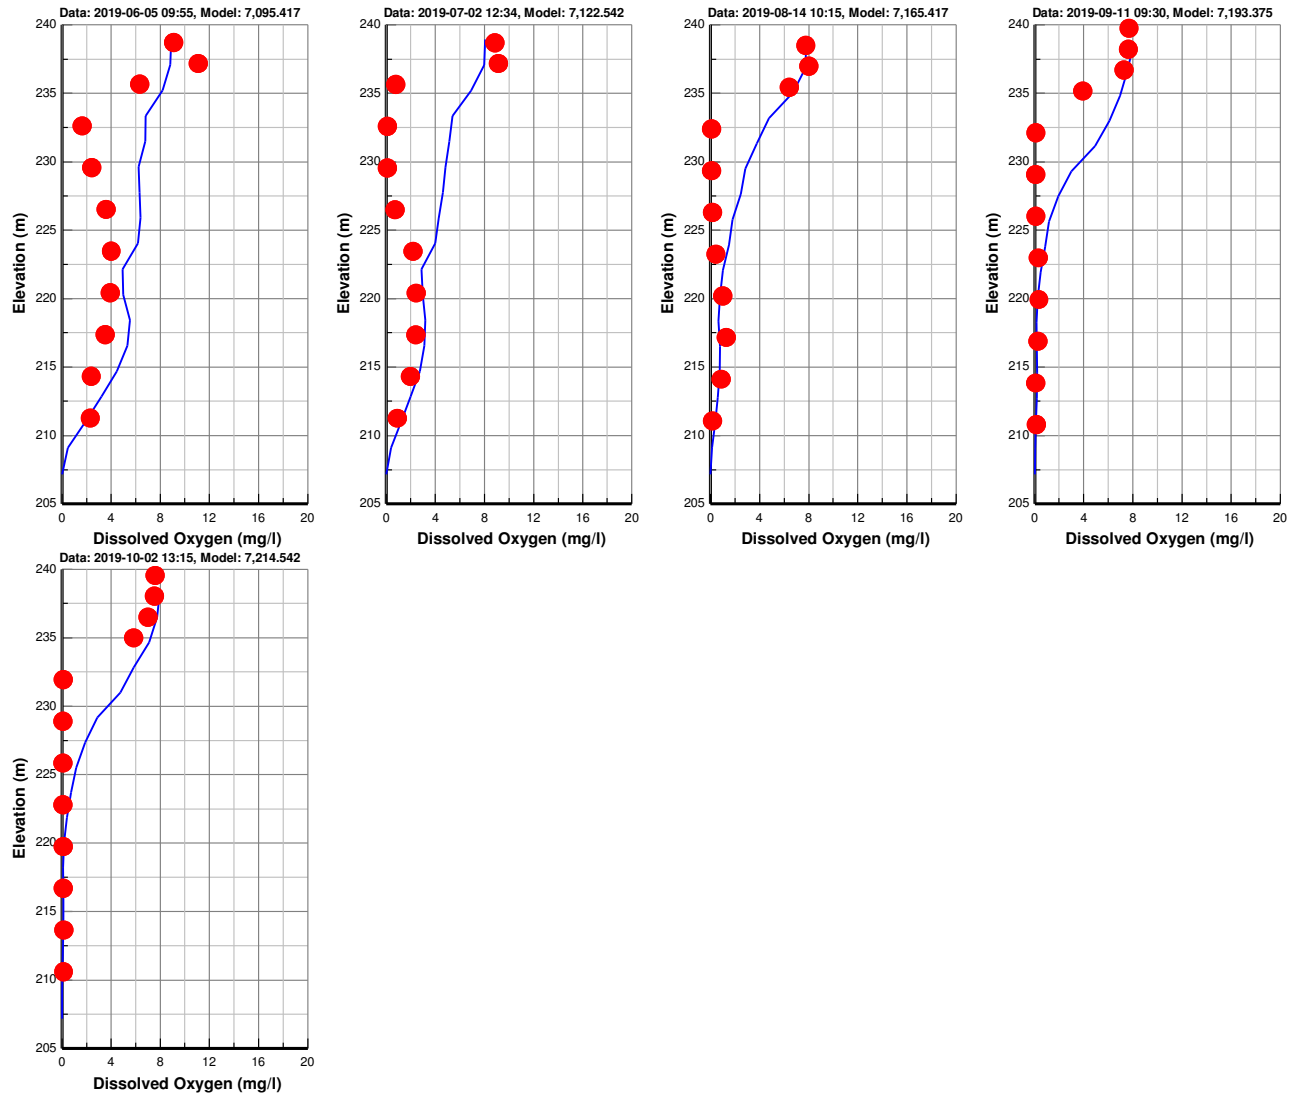 Data: 2019-06-05 09:55, Model: 7,095.417
240
235
230
225
220
215
210
205
Elevation (m)
0 4 8 12 16 20
Dissolved Oxygen (mg/l)
Data: 2019-07-02 12:34, Model: 7,122.542
240
235
230
225
220
215
210
205
Elevation (m)
0 4 8 12 16 20
Dissolved Oxygen (mg/l)
Data: 2019-08-14 10:15, Model: 7,165.417
240
235
230
225
220
215
210
205
Elevation (m)
0 4 8 12 16 20
Dissolved Oxygen (mg/l)
Data: 2019-09-11 09:30, Model: 7,193.375
240
235
230
225
220
215
210
205
Elevation (m)
0 4 8 12 16 20
Dissolved Oxygen (mg/l)
Data: 2019-10-02 13:15, Model: 7,214.542
240
235
230
225
220
215
210
205
Elevation (m)
0 4 8 12 16 20
Dissolved Oxygen (mg/l)